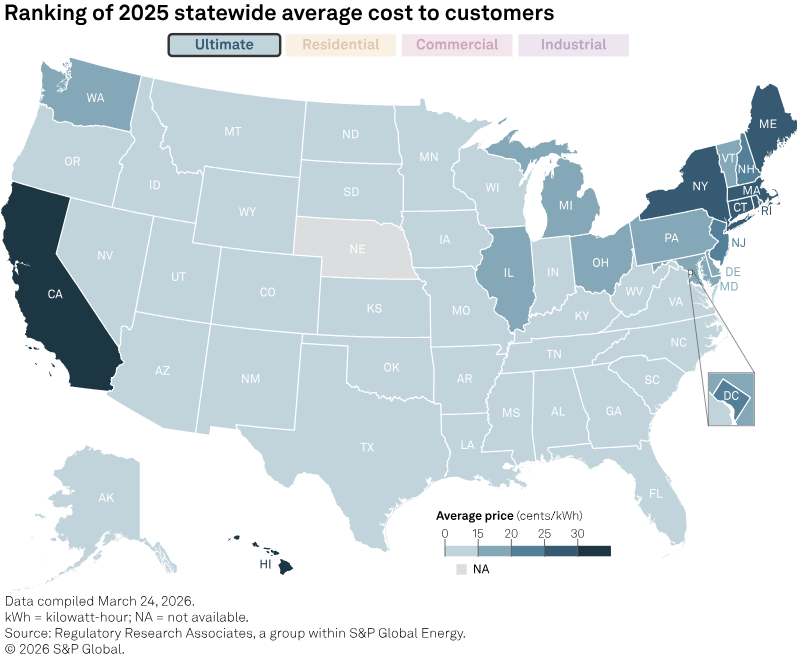 Ranking of 2025 statewide average cost to customers
Ultimate Residential Commercial Industrial
WA
MT
ND
MN
OR
ID
SD
WI
MI
ME
VT
NH
NY
MA
CT
RI
WY
NE
IA
PA
NJ
NV
UT
CO
IL
IN
OH
DE
MD
CA
KS
MO
WV
VA
KY
NC
TN
AZ
NM
OK
AR
SC
DC
MS
AL
GA
TX
LA
FL
AK
HI
Average price (cents/kWh)
0 15 20 25 30
NA
Data compiled March 24, 2026.
kWh = kilowatt-hour; NA = not available.
Source: Regulatory Research Associates, a group within S&P Global Energy.
© 2026 S&P Global.